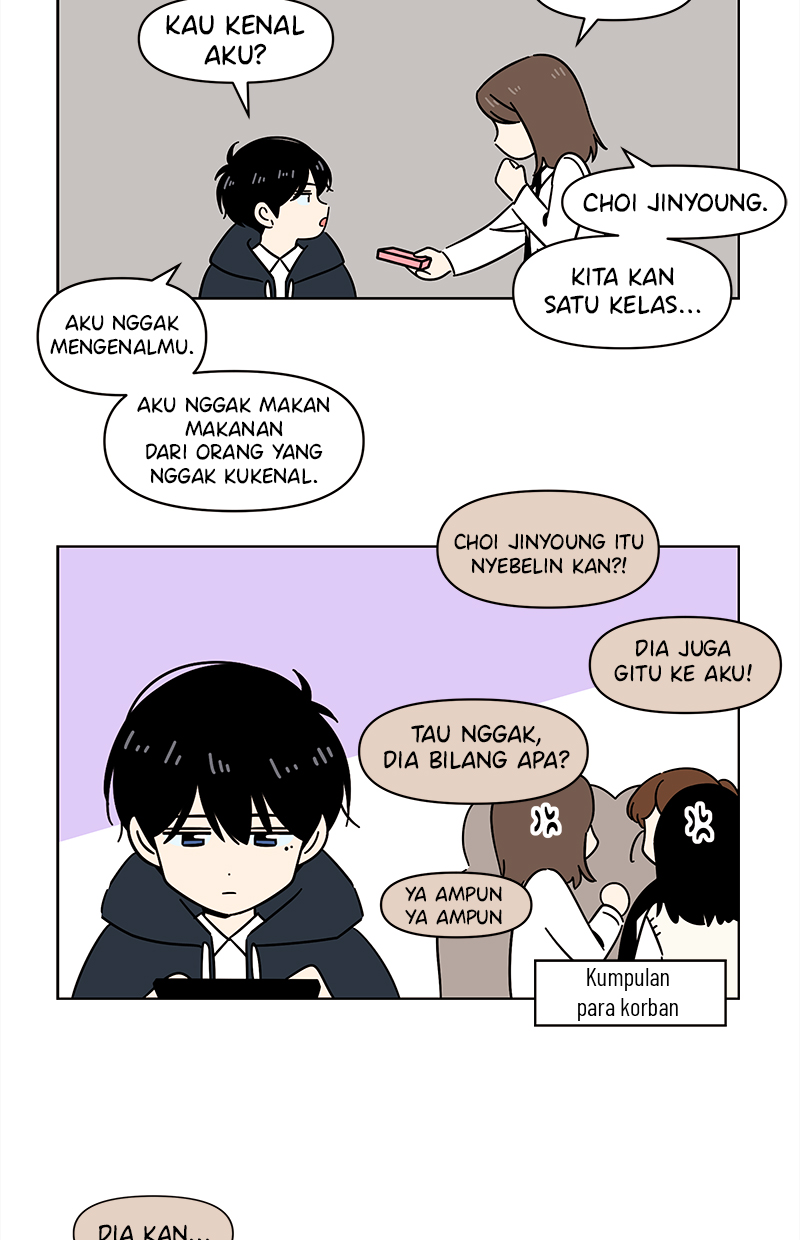 KAU KENAL
AKU?
CHOI JINYOUNG.
KITA KAN
SATU KELAS...
AKU NGGAK
MENGENALMU.
AKU NGGAK MAKAN
MAKANAN
DARI ORANG YANG
NGGAK KUKENAL.
CHOI JINYOUNG ITU
NYEBELIN KAN?!
DIA JUGA
GITU KE AKU!
TAU NGGAK,
DIA BILANG APA?
YA AMPUN
YA AMPUN
Kumpulan
para korban
DIA KAN...